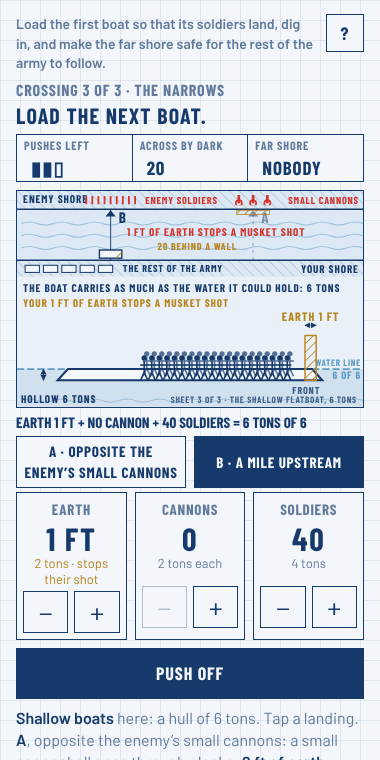 Load the first boat so that its soldiers land, dig
in, and make the far shore safe for the rest of the
army to follow.
?
CROSSING 3 OF 3 · THE NARROWS
LOAD THE NEXT BOAT.
PUSHES LEFT
ACROSS BY DARK
20
FAR SHORE
NOBODY
ENEMY SHORE
ENEMY SOLDIERS
SMALL CANNONS
B
A
1 FT OF EARTH STOPS A MUSKET SHOT
20 BEHIND A WALL
THE REST OF THE ARMY
YOUR SHORE
THE BOAT CARRIES AS MUCH AS THE WATER IT COULD HOLD: 6 TONS
YOUR 1 FT OF EARTH STOPS A MUSKET SHOT
EARTH 1 FT
WATER LINE
6 OF 6
FRONT
HOLLOW 6 TONS
SHEET 3 OF 3 · THE SHALLOW FLATBOAT, 6 TONS
EARTH 1 FT + NO CANNON + 40 SOLDIERS = 6 TONS OF 6
A · OPPOSITE THE
ENEMY'S SMALL CANNONS
B · A MILE UPSTREAM
EARTH
1 FT
2 tons · stops
their shot
− +
CANNONS
0
2 tons each
− +
SOLDIERS
40
4 tons
− +
PUSH OFF
Shallow boats here: a hull of 6 tons. Tap a landing.
A, opposite the enemy's small cannons: a small